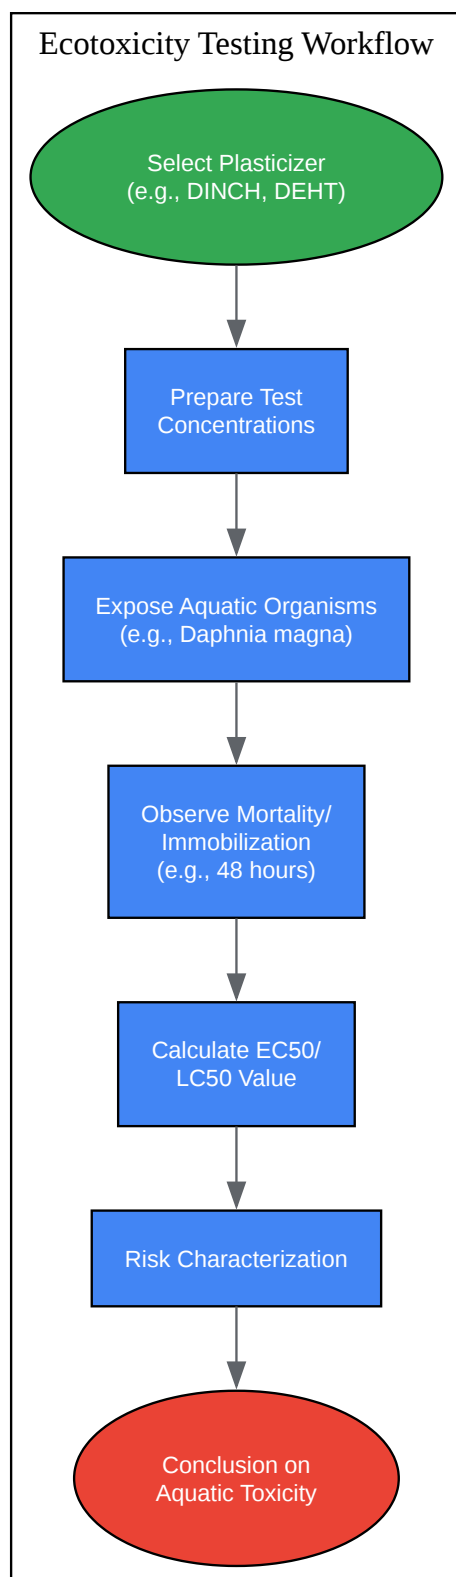 Ecotoxicity Testing Workflow
Select Plasticizer
(e.g., DINCH, DEHT)
Prepare Test
Concentrations
Expose Aquatic Organisms
(e.g., Daphnia magna)
Observe Mortality/
Immobilization
(e.g., 48 hours)
Calculate EC50/
LC50 Value
Risk Characterization
Conclusion on
Aquatic Toxicity